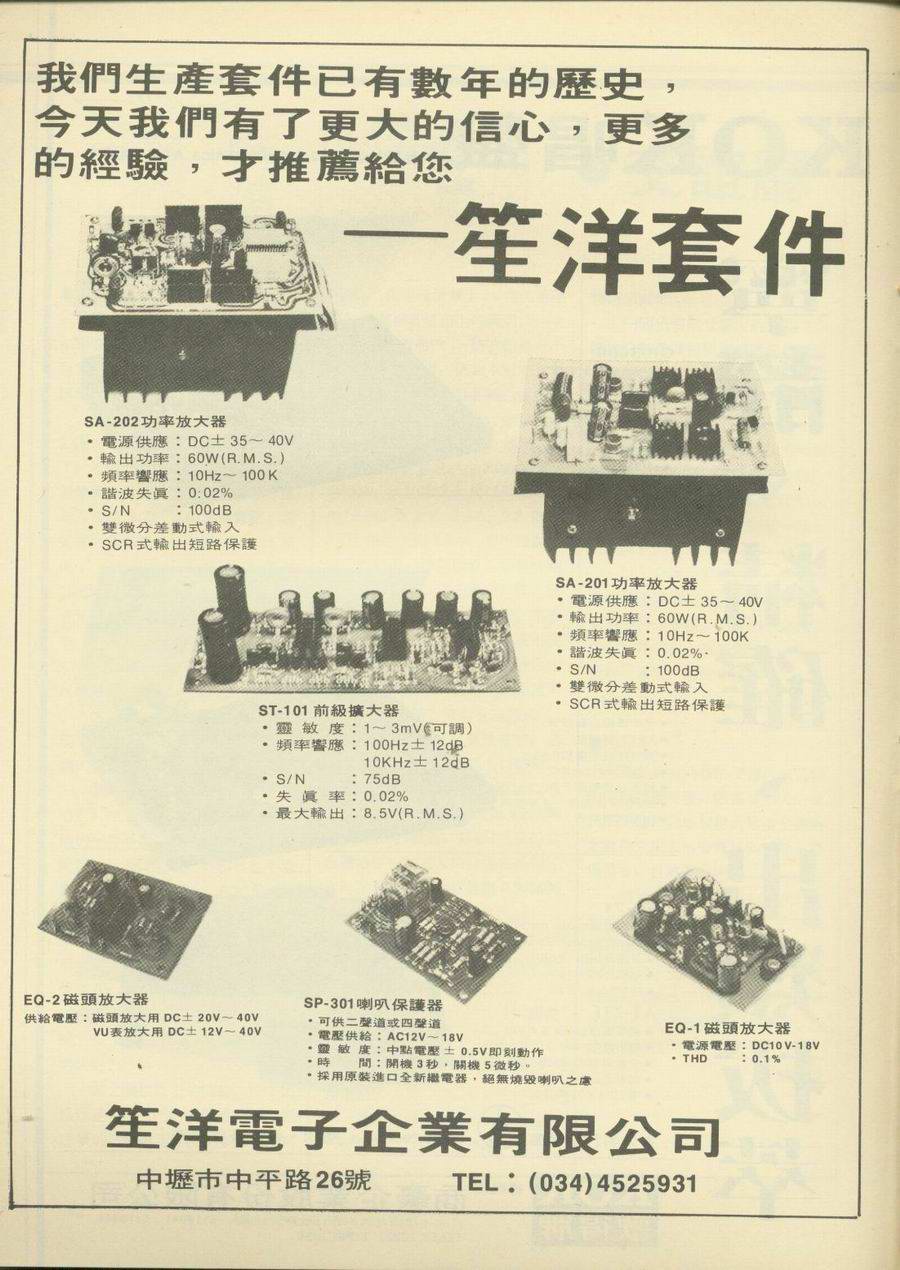 我們生產套件已有數年的歷史，
今天我們有了更大的信心，更多
的經驗，才推薦給您
—笙洋套件
SA-202功率放大器
・電源供應：DC± 35～ 40V
・輸出功率：60W(R.M.S.)
・頻率響應：10Hz～ 100K
・諧波失眞：0.02%
・S/N ：100dB
・雙微分差動式輸入
・SCR式輸出短路保護
SA-201功率放大器
・電源供應：DC± 35～ 40V
・輸出功率：60W(R.M.S.)
・頻率響應：10Hz～ 100K
・諧波失眞：0.02%
・S/N ：100dB
・雙微分差動式輸入
・SCR式輸出短路保護
ST-101 前級擴大器
・靈 敏 度：1～ 3mV(可調)
・頻率響應：100Hz± 12dB
10KHz± 12dB
・S/N ：75dB
・失 眞 率：0.02%
・最大輸出：8.5V(R.M.S.)
EQ-2磁頭放大器
供給電壓：磁頭放大用 DC± 20V～ 40V
VU表放大用 DC± 12V～ 40V
SP-301喇叭保護器
・可供二聲道或四聲道
・電壓供給：AC12V～ 18V
・靈 敏 度：中點電壓± 0.5V即刻動作
・時 間：開機3秒，關機5微秒。
・採用原裝進口全新繼電器，絕無燒毀喇叭之慮
EQ-1磁頭放大器
・電源電壓：DC10V-18V
・THD ：0.1%
笙洋電子企業有限公司
中壢市中平路26號 TEL：(034)4525931